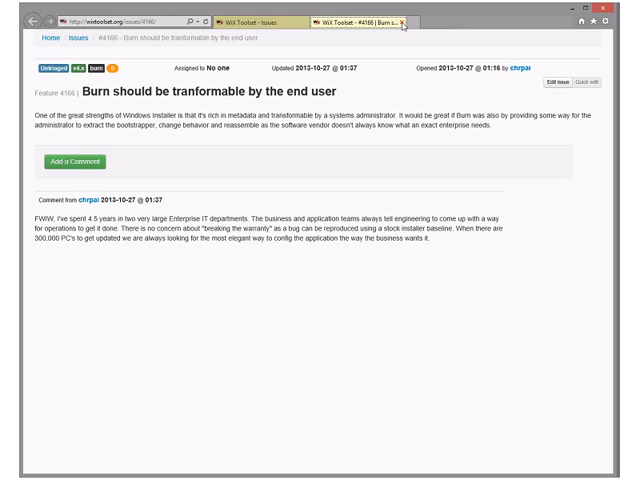 http://wixtoolset.org/issues/4166/
WiX Toolset - Issues
WiX Toolset - #4166 | Burn s...
Home / Issues / #4166 - Burn should be tranformable by the end user
Untriaged v4.x burn 0 Assigned to No one Updated 2013-10-27 @ 01:37 Opened 2013-10-27 @ 01:16 by chrpai
Edit issue Quick edit
Feature 4166 | Burn should be tranformable by the end user
One of the great strengths of Windows Installer is that it's rich in metadata and transformable by a systems administrator. It would be great if Burn was also by providing some way for the
administrator to extract the bootstrapper, change behavior and reassemble as the software vendor doesn't always know what an exact enterprise needs.
Add a Comment
Comment from chrpai 2013-10-27 @ 01:37
FWIW, I've spent 4.5 years in two very large Enterprise IT departments. The business and application teams always tell engineering to come up with a way
for operations to get it done. There is no concern about "breaking the warranty" as a bug can be reproduced using a stock installer baseline. When there are
300,000 PC's to get updated we are always looking for the most elegant way to config the application the way the business wants it.